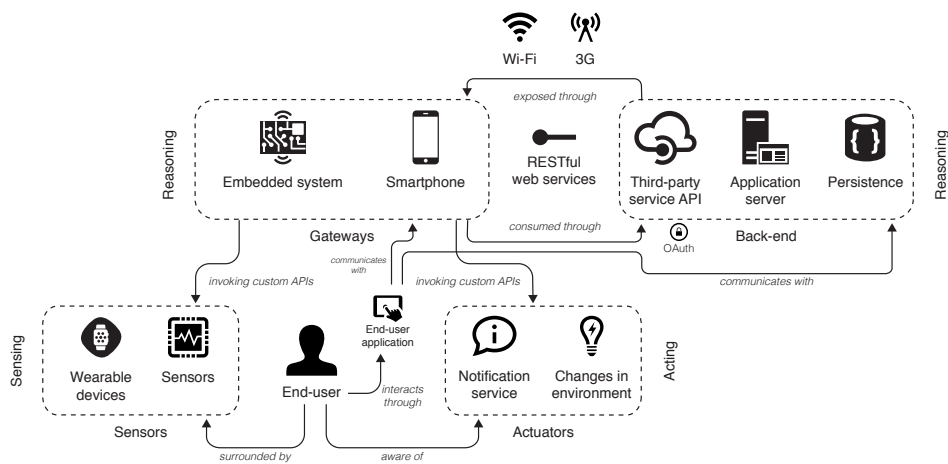 Wi-Fi
3G
exposed through
Reasoning
Embedded system
Smartphone
RESTful
web services
Third-party
service API
Application
server
Persistence
Reasoning
Gateways
consumed through
OAuth
Back-end
communicates
with
invoking custom APIs
invoking custom APIs
communicates with
Sensing
Wearable
devices
Sensors
End-user
application
End-user
interacts
through
Notification
service
Changes in
environment
Acting
Sensors
Actuators
surrounded by
aware of